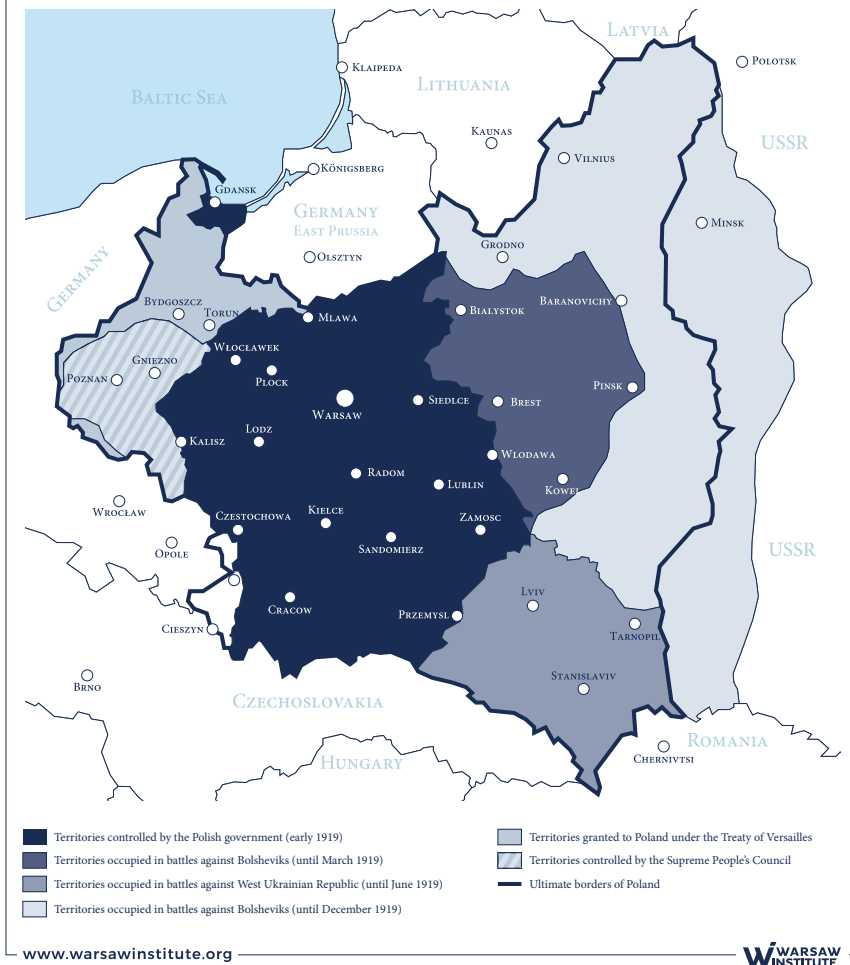 LATVIA
POLOTSK
KLAIPEDA
BALTIC SEA
LITHUANIA
KAUNAS
USSR
VILNIUS
KÖNIGSBERG
GDANSK
GERMANY
EAST PRUSSIA
MINSK
GRODNO
OLSZTYN
GERMANY
BYDGOSZCZ
TORUN
MLAWA
BIALYSTOK
BARANOVICHY
WŁOCŁAWEK
GNIEZNO
POZNAN
PLOCK
PINSK
SIEDLCE
BREST
WARSAW
LODZ
KALISZ
WLODAWA
RADOM
LUBLIN
KOWEL
WROCŁAW
CZESTOCHOWA
KIELCE
ZAMOSC
OPOLE
SANDOMIERZ
USSR
LVIV
CRACOW
PRZEMYSL
CIESZYN
TARNOPIL
STANISLAVIV
BRNO
CZECHOSLOVAKIA
ROMANIA
CHERNIVTSI
HUNGARY
Territories controlled by the Polish government (early 1919)
Territories occupied in battles against Bolsheviks (until March 1919)
Territories occupied in battles against West Ukrainian Republic (until June 1919)
Territories occupied in battles against Bolsheviks (until December 1919)
Territories granted to Poland under the Treaty of Versailles
Territories controlled by the Supreme People's Council
Ultimate borders of Poland
www.warsawinstitute.org
WARSAW
INSTITUTE